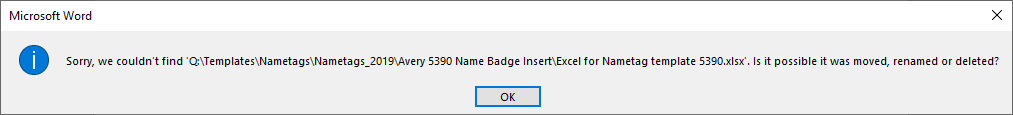 Microsoft Word
Sorry, we couldn't find 'Q:\Templates\Nametags\Nametags_2019\Avery 5390 Name Badge Insert\Excel for Nametag template 5390.xlsx'. Is it possible it was moved, renamed or deleted?
OK